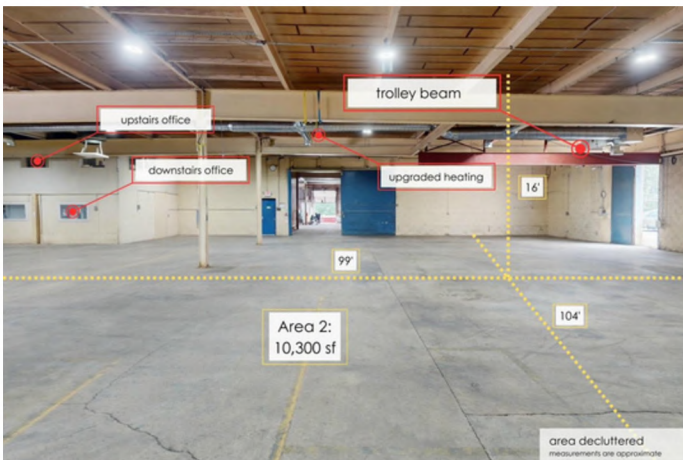 trolley beam
upstairs office
downstairs office
upgraded heating
16'
99'
104'
Area 2:
10,300 sf
area decluttered
measurements are approximate